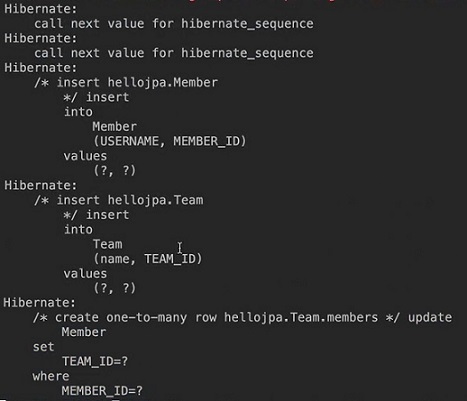 Hibernate:
    call next value for hibernate_sequence
Hibernate:
    call next value for hibernate_sequence
Hibernate:
    /* insert hellojpa.Member
        */ insert
        into
            Member
            (USERNAME, MEMBER_ID)
        values
            (?, ?)
Hibernate:
    /* insert hellojpa.Team
        */ insert
        into
            Team
            (name, TEAM_ID)
        values
            (?, ?)
Hibernate:
    /* create one-to-many row hellojpa.Team.members */ update
        Member
    set
        TEAM_ID=?
    where
        MEMBER_ID=?